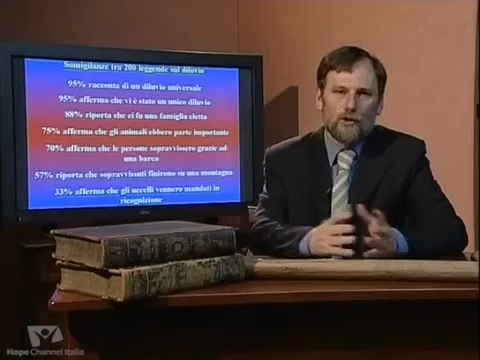 Somiglianze tra 200 leggende sul diluvio
95% racconta di un diluvio universale
95% afferma che vi è stato un unico diluvio
88% riporta che ci fu una famiglia eletta
75% afferma che gli animali ebbero parte importante
70% afferma che le persone sopravvissero grazie ad
una barca
57% riporta che sopravvissuti finirono su una montagna
33% afferma che gli uccelli vennero mandati in
ricognizione
Hope Channel Italia